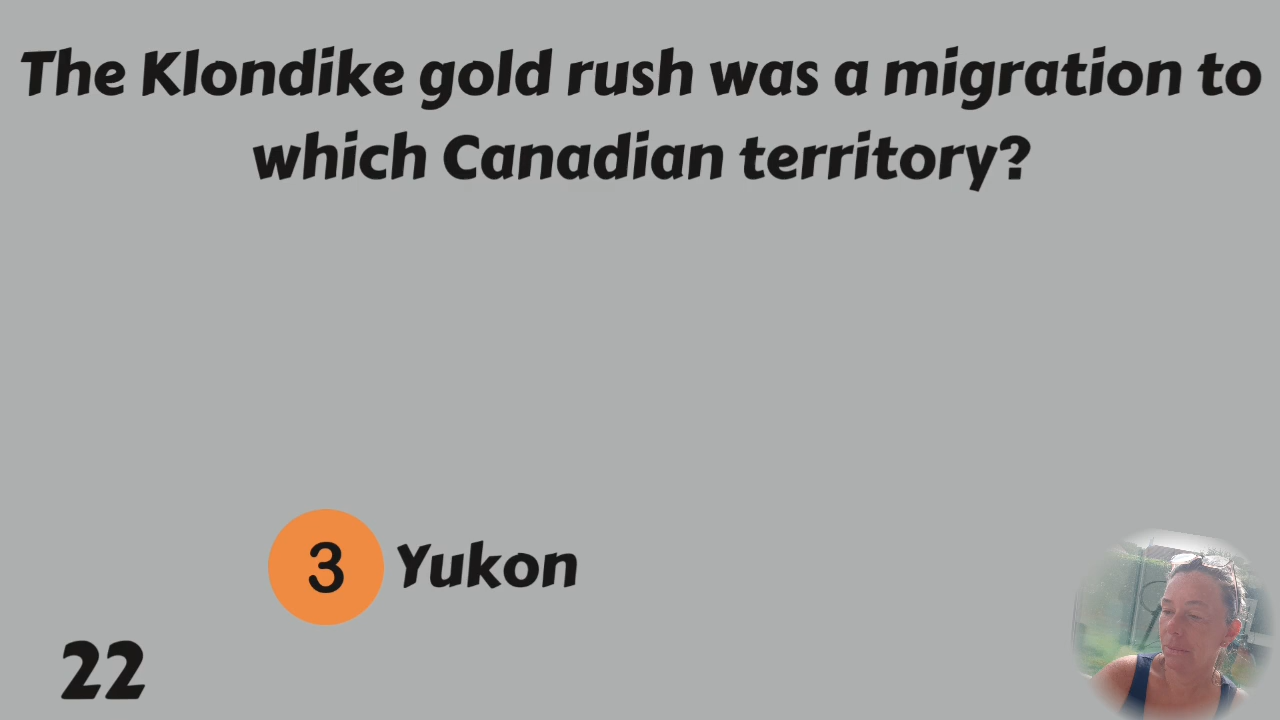 The Klondike gold rush was a migration to
which Canadian territory?
3 Yukon
22